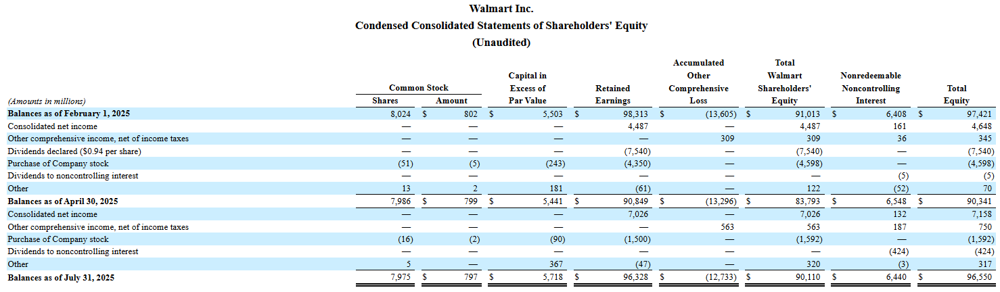 Walmart Inc.
Condensed Consolidated Statements of Shareholders' Equity
(Unaudited)
Accumulated Total
Capital in Other Walmart Nonredeemable
Common Stock Excess of Retained Comprehensive Shareholders' Noncontrolling Total
(Amounts in millions) Shares Amount Par Value Earnings Loss Equity Interest Equity
Balances as of February 1, 2025 8,024 $ 802 $ 5,503 $ 98,313 $ (13,605) $ 91,013 $ 6,408 $ 97,421
Consolidated net income — — — 4,487 — 4,487 161 4,648
Other comprehensive income, net of income taxes — — — — 309 309 36 345
Dividends declared ($0.94 per share) — — — (7,540) — (7,540) — (7,540)
Purchase of Company stock (51) (5) (243) (4,350) — (4,598) — (4,598)
Dividends to noncontrolling interest — — — — — — (5) (5)
Other 13 2 181 (61) — 122 (52) 70
Balances as of April 30, 2025 7,986 $ 799 $ 5,441 $ 90,849 $ (13,296) $ 83,793 $ 6,548 $ 90,341
Consolidated net income — — — 7,026 — 7,026 132 7,158
Other comprehensive income, net of income taxes — — — — 563 563 187 750
Purchase of Company stock (16) (2) (90) (1,500) — (1,592) — (1,592)
Dividends to noncontrolling interest — — — — — — (424) (424)
Other 5 — 367 (47) — 320 (3) 317
Balances as of July 31, 2025 7,975 $ 797 $ 5,718 $ 96,328 $ (12,733) $ 90,110 $ 6,440 $ 96,550